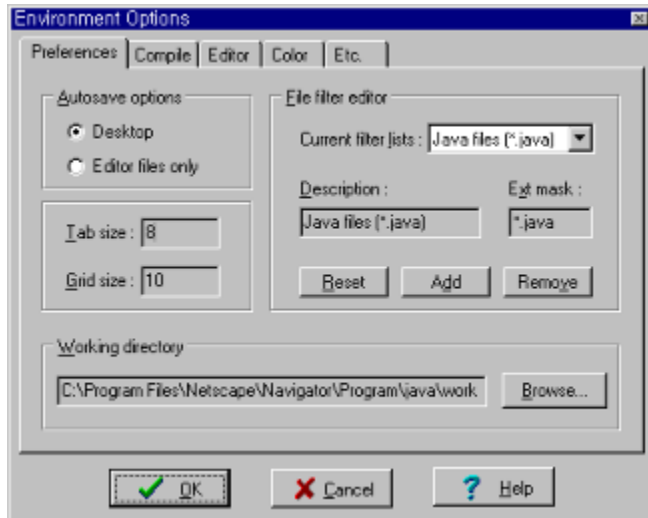 Environment Options
Preferences Compile Editor Color Etc.
Autosave options
Desktop
Editor files only
Tab size : 8
Grid size : 10
File filter editor
Current filter lists : Java files (*.java)
Description : Ext mask :
Java files (*.java) *.java
Reset Add Remove
Working directory
C:\Program Files\Netscape\Navigator\Program\java\work Browse...
OK Cancel Help